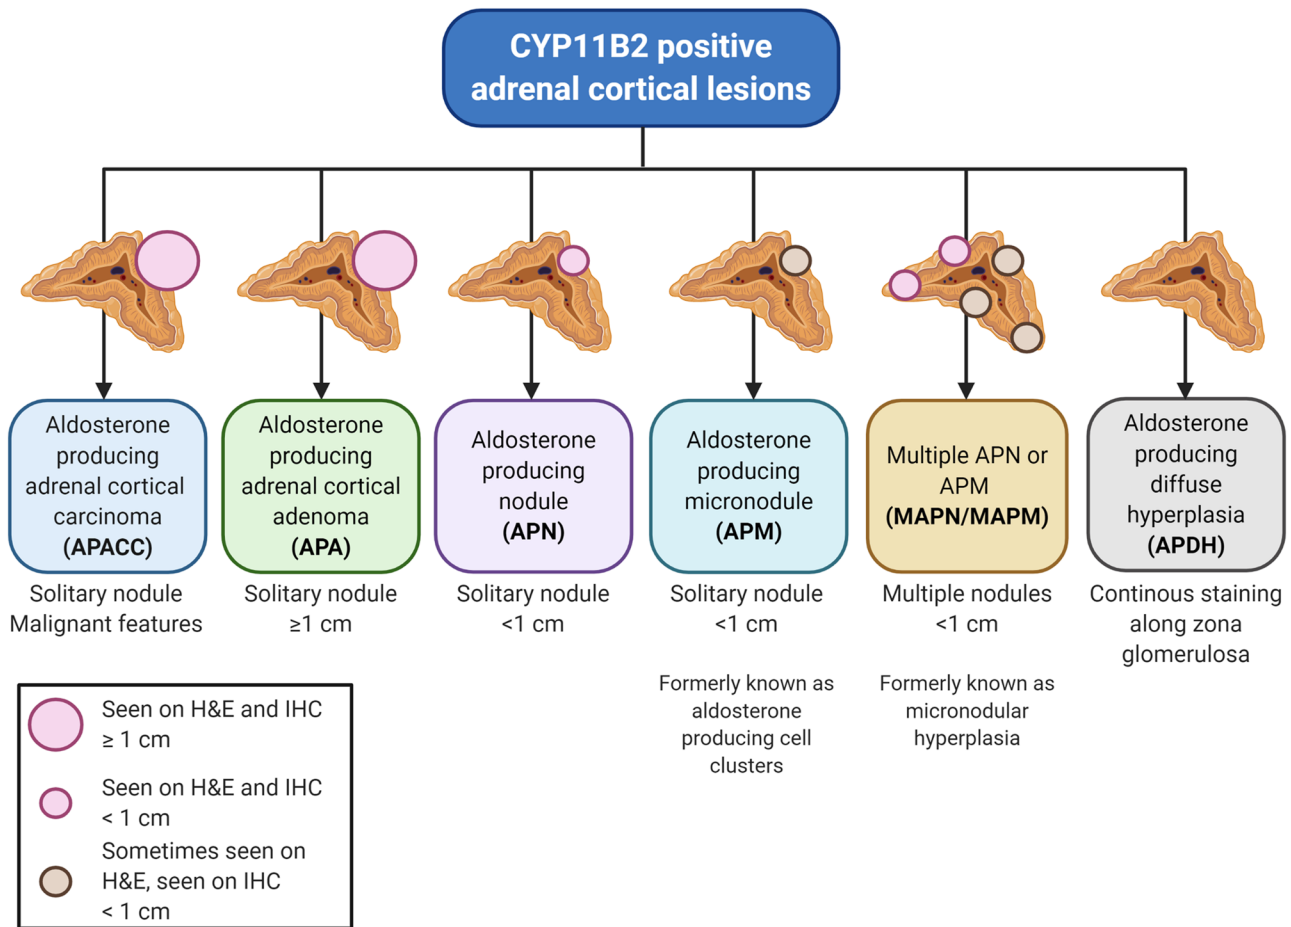 CYP11B2 positive
adrenal cortical lesions
Aldosterone
producing
adrenal cortical
carcinoma
(APACC)
Solitary nodule
Malignant features
Aldosterone
producing
adrenal cortical
adenoma
(APA)
Solitary nodule
≥1 cm
Aldosterone
producing
nodule
(APN)
Solitary nodule
<1 cm
Aldosterone
producing
micronodule
(APM)
Solitary nodule
<1 cm
Formerly known as
aldosterone
producing cell
clusters
Multiple APN or
APM
(MAPN/MAPM)
Multiple nodules
<1 cm
Formerly known as
micronodular
hyperplasia
Aldosterone
producing
diffuse
hyperplasia
(APDH)
Continous staining
along zona
glomerulosa
Seen on H&E and IHC
≥ 1 cm
Seen on H&E and IHC
< 1 cm
Sometimes seen on
H&E, seen on IHC
< 1 cm